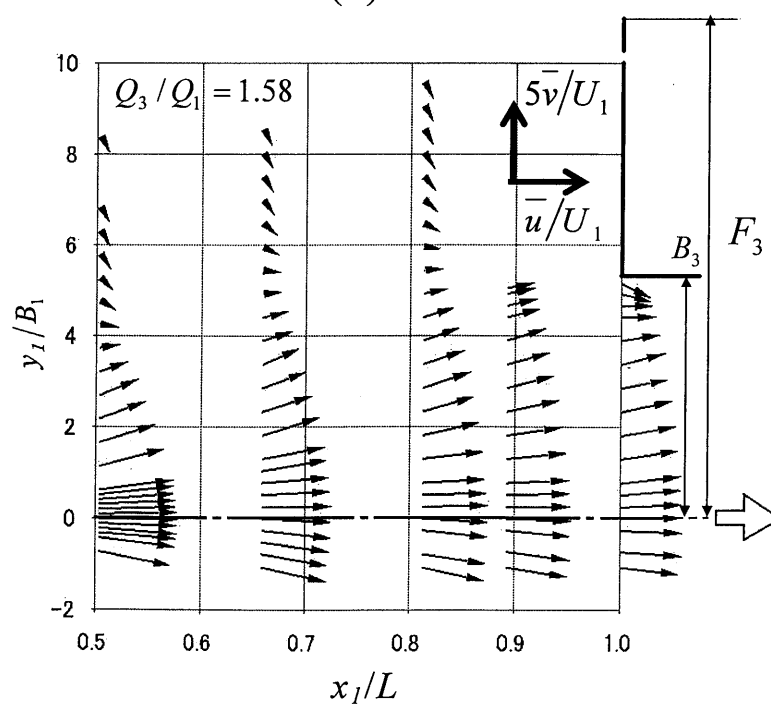 10
Q₃/Q₁ = 1.58
5v̅/U₁
8
u̅/U₁
F₃
6
B₃
y₁/B₁
4
2
0
-2
0.5 0.6 0.7 0.8 0.9 1.0
x₁/L